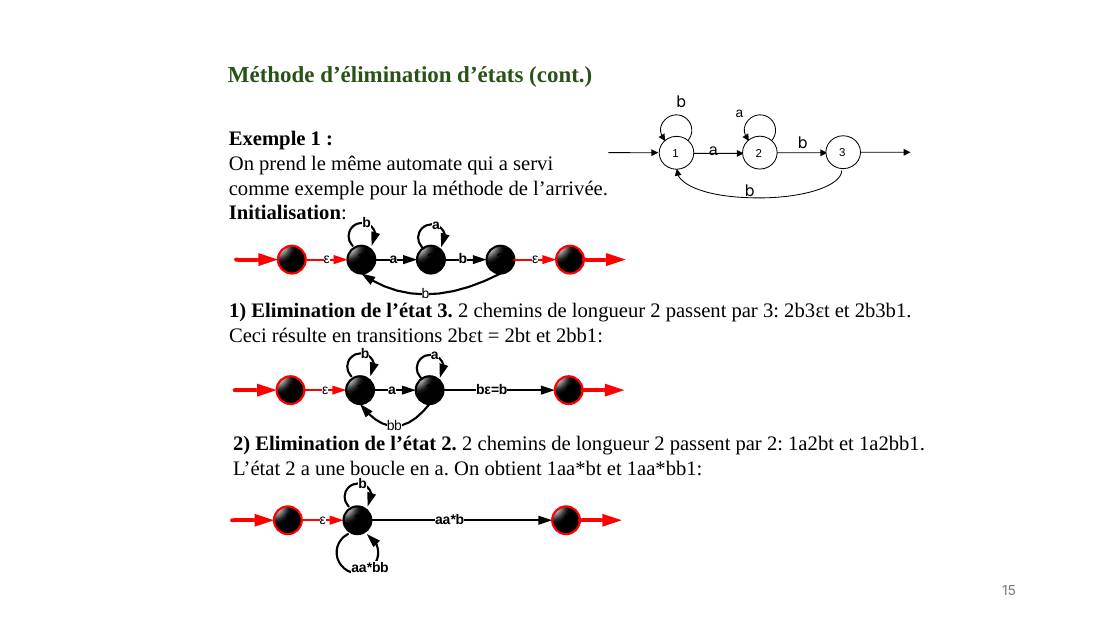 Méthode d’élimination d’états (cont.)
b
a
1
a
2
b
3
b
Exemple 1 :
On prend le même automate qui a servi
comme exemple pour la méthode de l’arrivée.
Initialisation:
b
a
ε
a
b
ε
b
1) Elimination de l’état 3. 2 chemins de longueur 2 passent par 3: 2b3εt et 2b3b1.
Ceci résulte en transitions 2bεt = 2bt et 2bb1:
b
a
ε
a
bε=b
bb
2) Elimination de l’état 2. 2 chemins de longueur 2 passent par 2: 1a2bt et 1a2bb1.
L’état 2 a une boucle en a. On obtient 1aa*bt et 1aa*bb1:
b
ε
aa*b
aa*bb
15